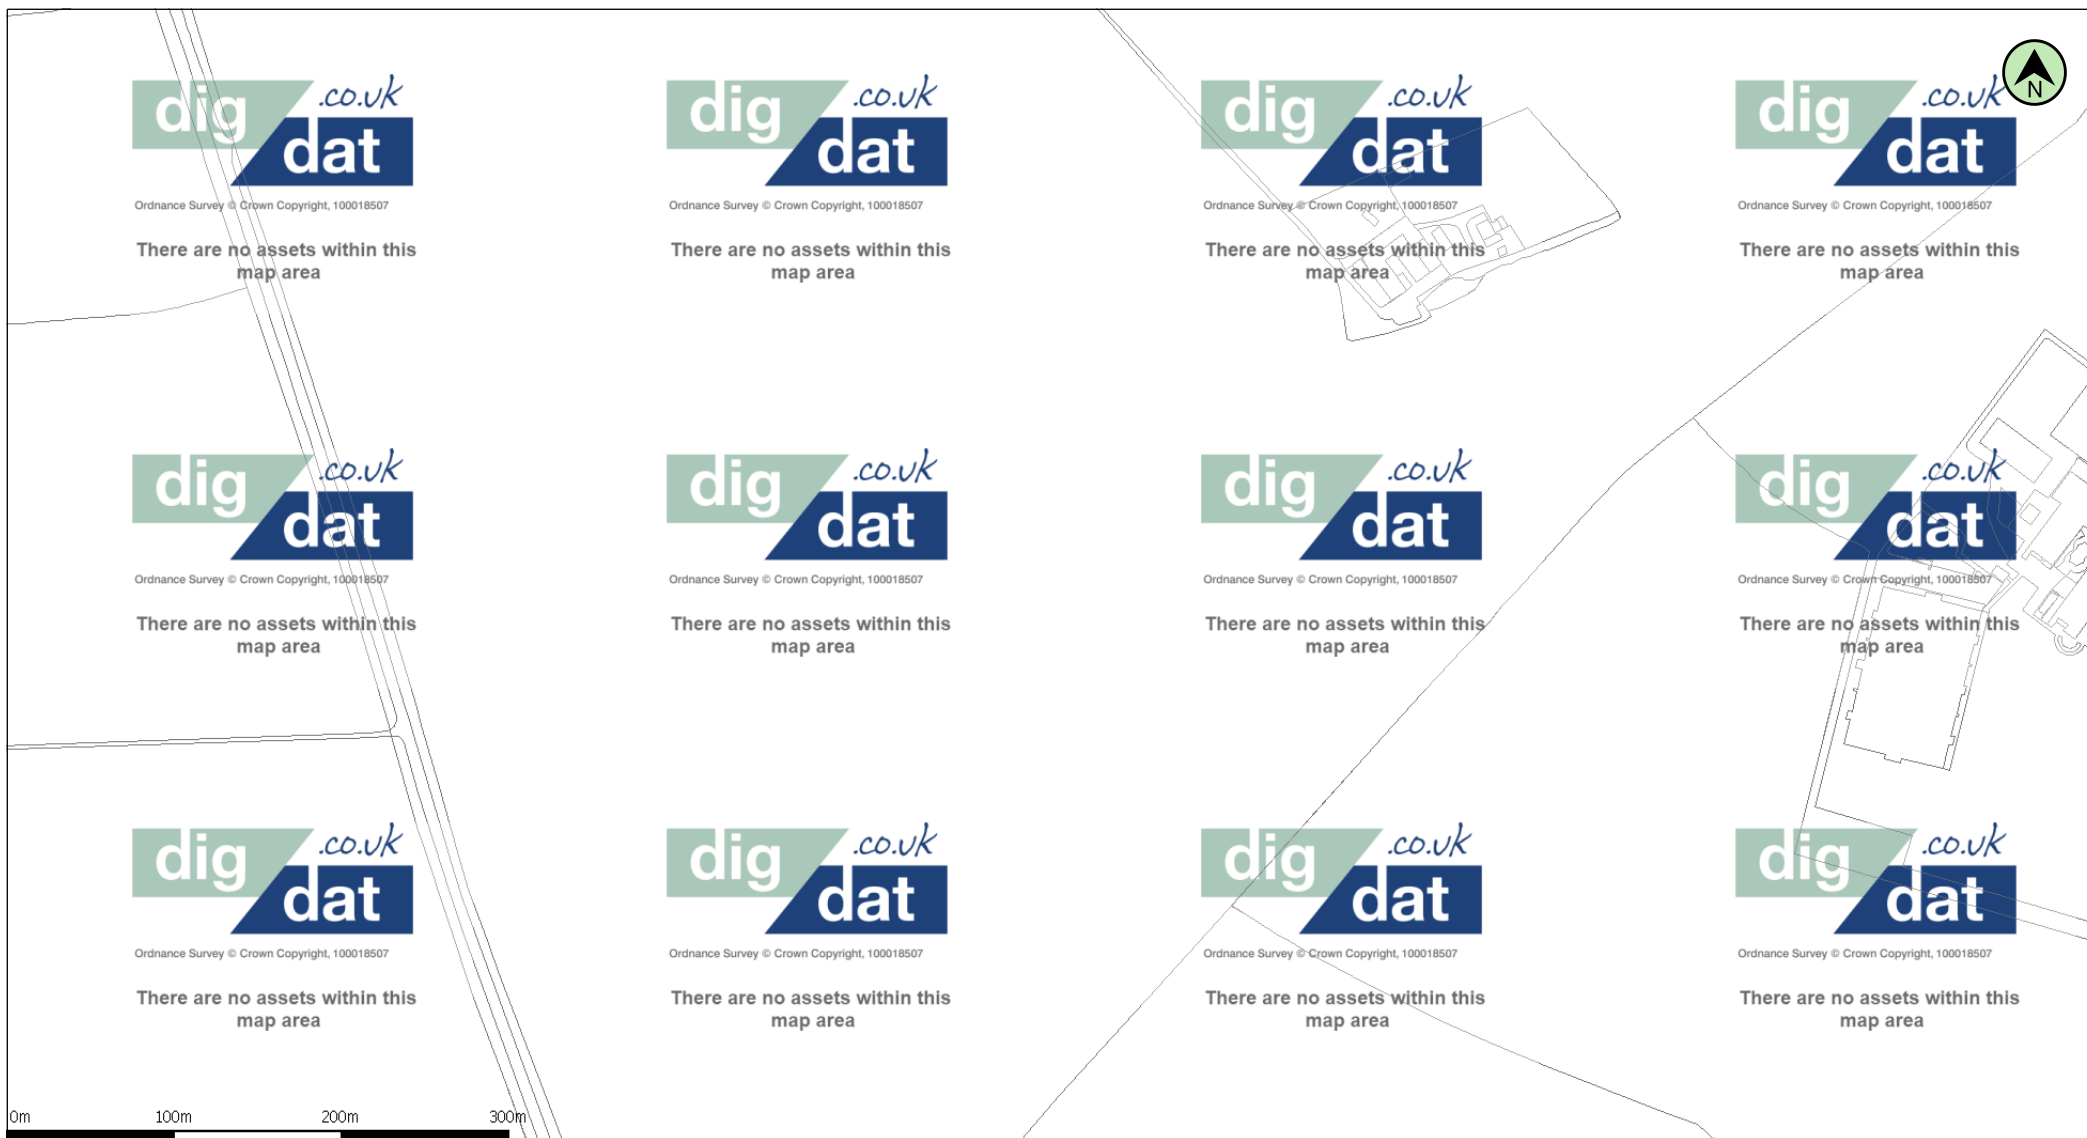 dig .co.uk
dat
Ordnance Survey © Crown Copyright, 100018507
There are no assets within this
map area
dig .co.uk
dat
Ordnance Survey © Crown Copyright, 100018507
There are no assets within this
map area
dig .co.uk
dat
Ordnance Survey © Crown Copyright, 100018507
There are no assets within this
map area
dig .co.uk
dat
Ordnance Survey © Crown Copyright, 100018507
There are no assets within this
map area
N
dig .co.uk
dat
Ordnance Survey © Crown Copyright, 100018507
There are no assets within this
map area
dig .co.uk
dat
Ordnance Survey © Crown Copyright, 100018507
There are no assets within this
map area
dig .co.uk
dat
Ordnance Survey © Crown Copyright, 100018507
There are no assets within this
map area
dig .co.uk
dat
Ordnance Survey © Crown Copyright, 100018507
There are no assets within this
map area
dig .co.uk
dat
Ordnance Survey © Crown Copyright, 100018507
There are no assets within this
map area
dig .co.uk
dat
Ordnance Survey © Crown Copyright, 100018507
There are no assets within this
map area
dig .co.uk
dat
Ordnance Survey © Crown Copyright, 100018507
There are no assets within this
map area
dig .co.uk
dat
Ordnance Survey © Crown Copyright, 100018507
There are no assets within this
map area
0m 100m 200m 300m